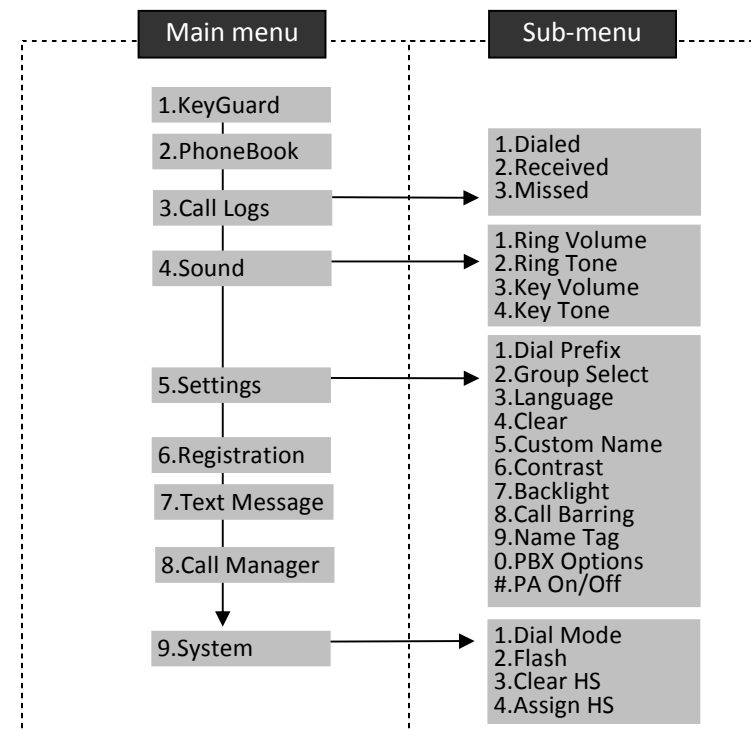 Main menu
Sub-menu
1.KeyGuard
2.PhoneBook
3.Call Logs
4.Sound
5.Settings
6.Registration
7.Text Message
8.Call Manager
9.System
1.Dialed
2.Received
3.Missed
1.Ring Volume
2.Ring Tone
3.Key Volume
4.Key Tone
1.Dial Prefix
2.Group Select
3.Language
4.Clear
5.Custom Name
6.Contrast
7.Backlight
8.Call Barring
9.Name Tag
0.PBX Options
#.PA On/Off
1.Dial Mode
2.Flash
3.Clear HS
4.Assign HS